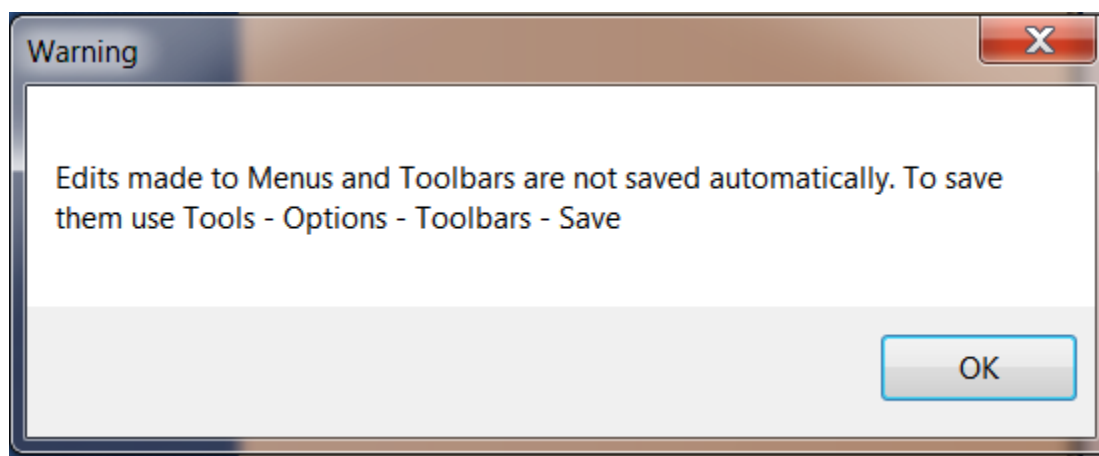 Warning
Edits made to Menus and Toolbars are not saved automatically. To save
them use Tools - Options - Toolbars - Save
OK